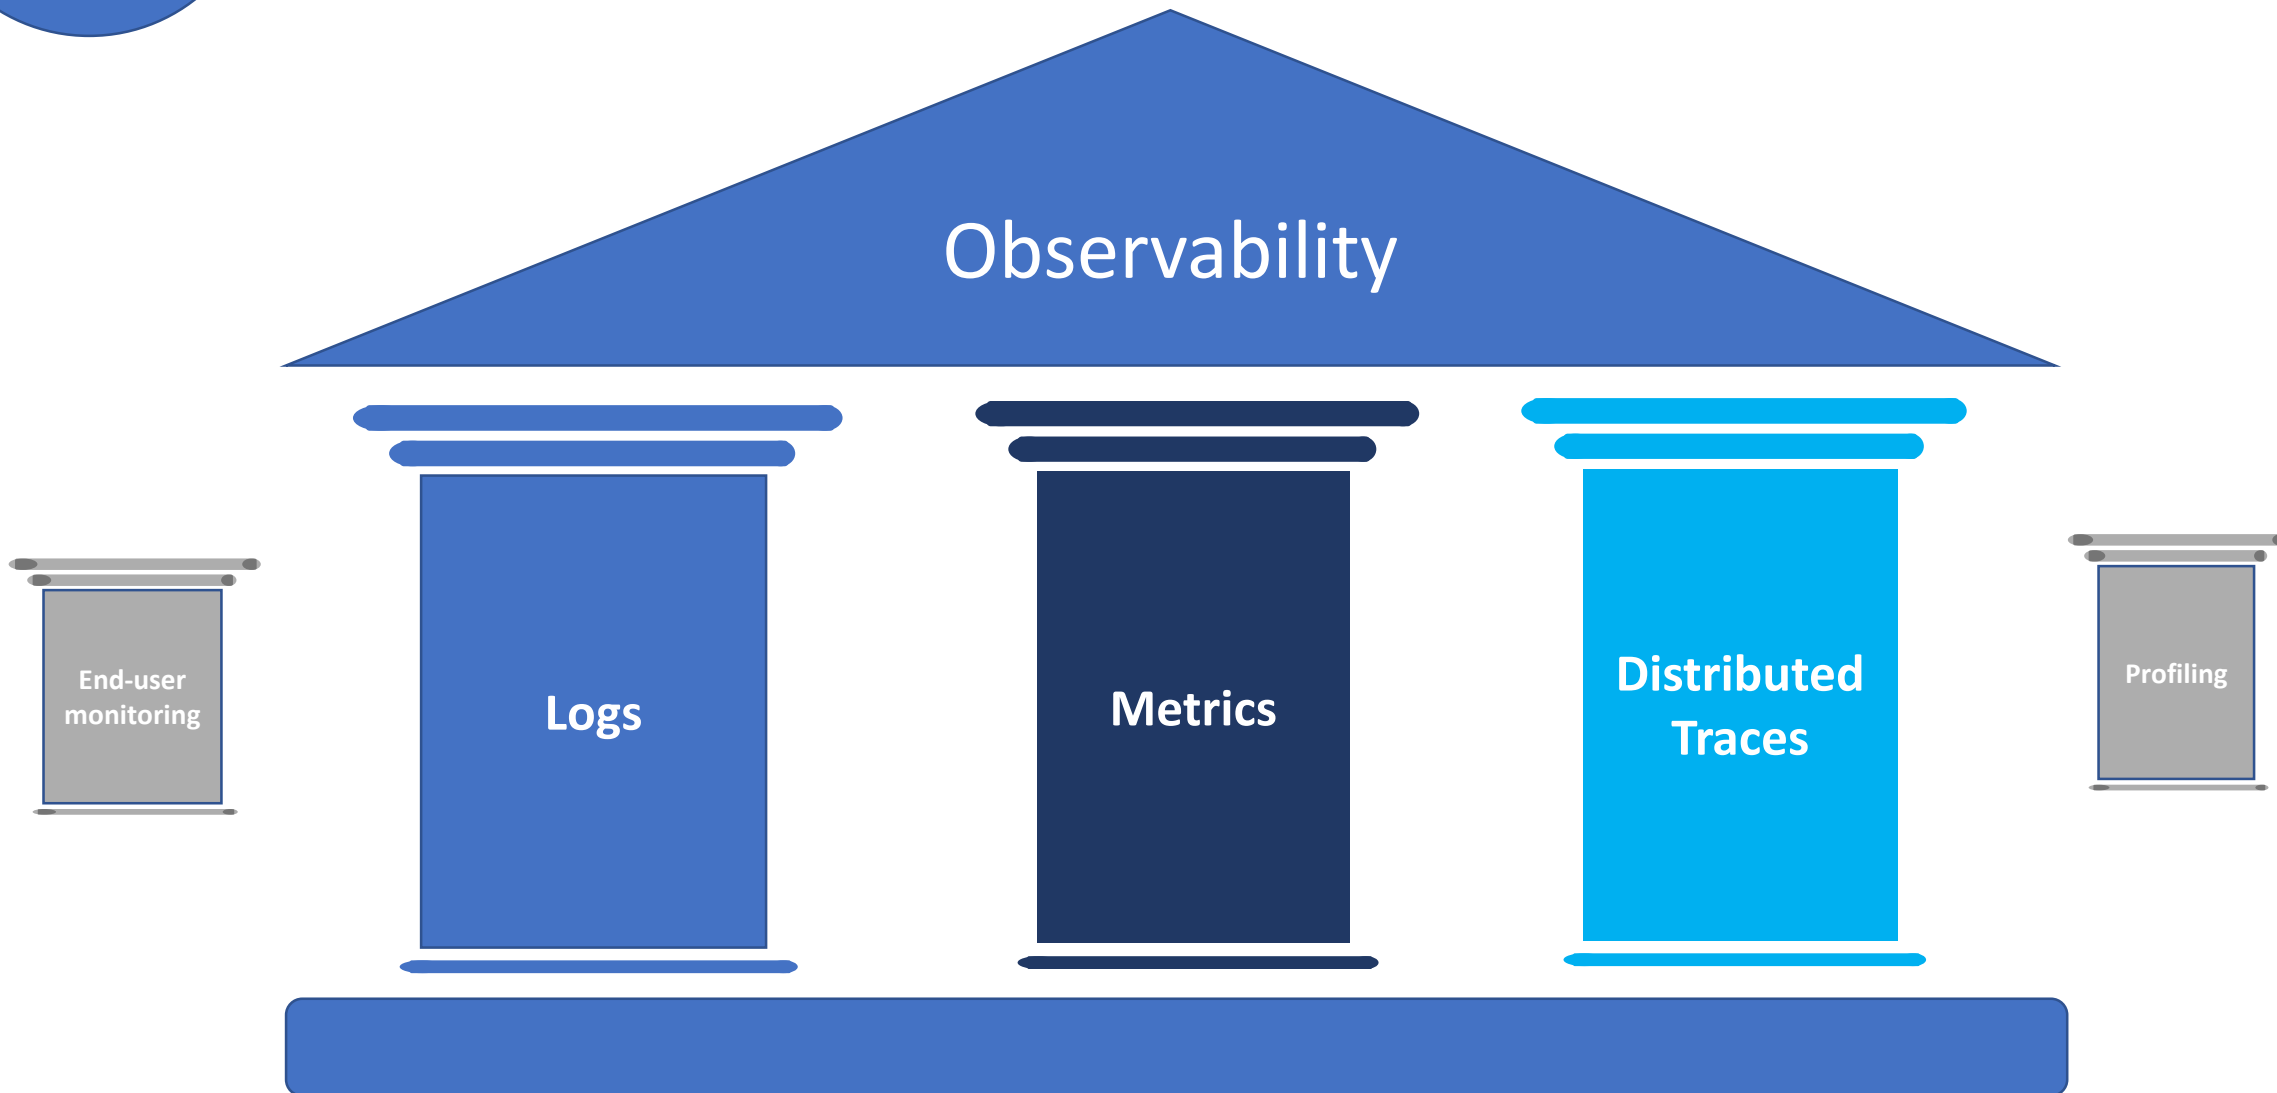 Observability
End-user
monitoring
Logs
Metrics
Distributed
Traces
Profiling